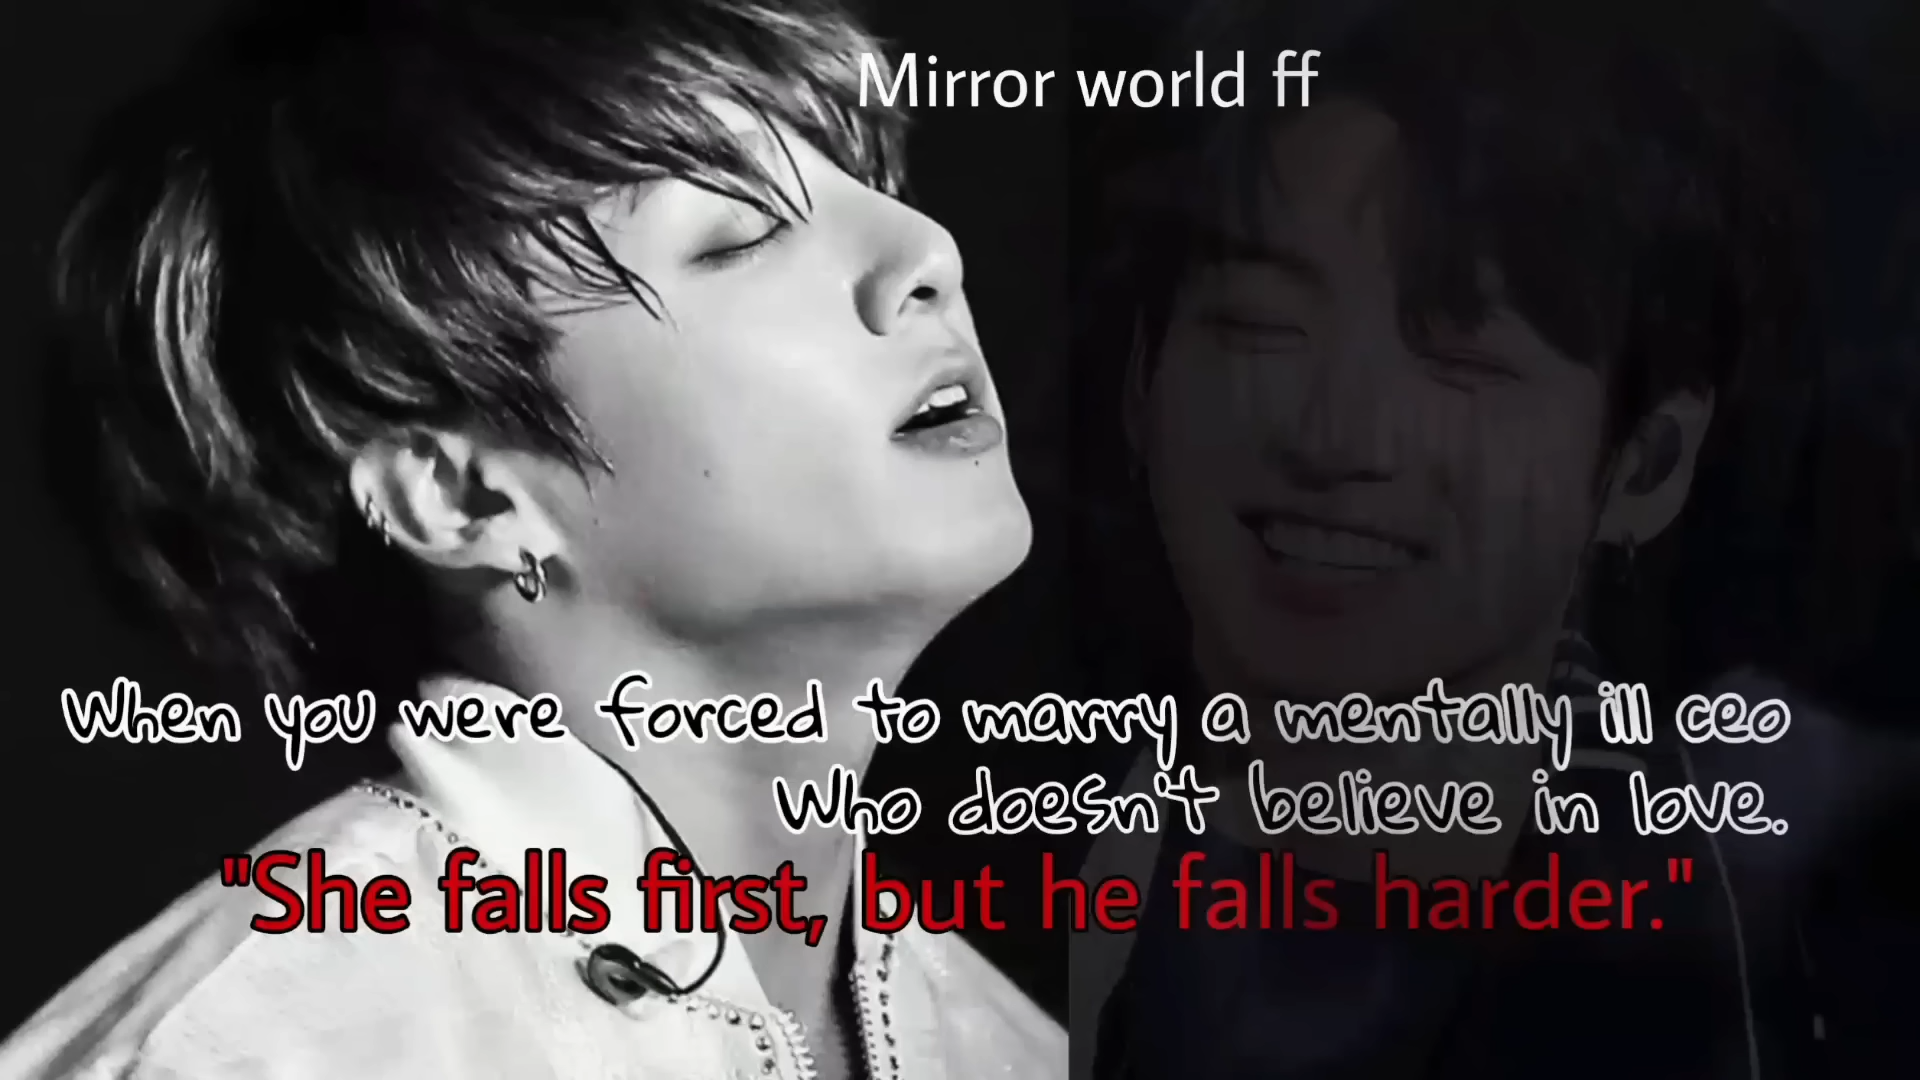 Mirror world ff
When you were forced to marry a mentally ill ceo
Who doesn't believe in love.
"She falls first, but he falls harder."